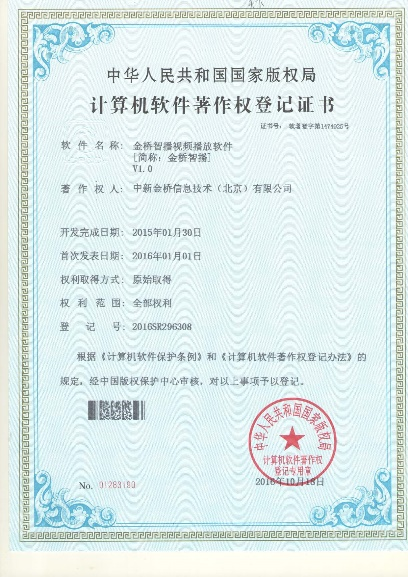 中华人民共和国国家版权局
计算机软件著作权登记证书
证书号： 软著登字第1474925号
软件名称： 金桥智播视频播放软件
[简称：金桥智播]
V1.0
著作权人： 中新金桥信息技术（北京）有限公司
开发完成日期： 2015年01月30日
首次发表日期： 2016年01月01日
权利取得方式： 原始取得
权利范围： 全部权利
登记号： 2016SR296308
根据《计算机软件保护条例》和《计算机软件著作权登记办法》的
规定，经中国版权保护中心审核，对以上事项予以登记。
中华人民共和国国家版权局
计算机软件著作权
登记专用章
2016年10月18日
No.